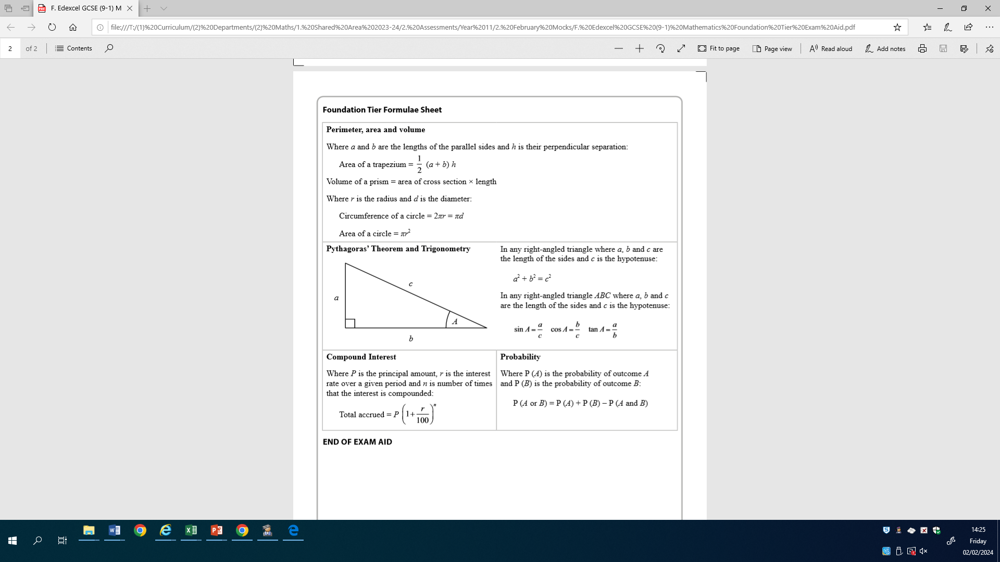 F. Edexcel GCSE (9-1) M
file:///T:/(1)%20Curriculum/(2)%20Departments/(2)%20Maths/1.%20Shared%20Area%202023-24/2.%20Assessments/Year%2011/2.%20February%20Mocks/F.%20Edexcel%20GCSE%20(9-1)%20Mathematics%20Foundation%20Tier%20Exam%20Aid.pdf
2 of 2 Contents Fit to page Page view Read aloud Add notes
Foundation Tier Formulae Sheet
Perimeter, area and volume
Where a and b are the lengths of the parallel sides and h is their perpendicular separation:
Area of a trapezium = 1/2 (a + b) h
Volume of a prism = area of cross section × length
Where r is the radius and d is the diameter:
Circumference of a circle = 2πr = πd
Area of a circle = πr²
Pythagoras' Theorem and Trigonometry
a
b
c
A
In any right-angled triangle where a, b and c are
the length of the sides and c is the hypotenuse:
a² + b² = c²
In any right-angled triangle ABC where a, b and c
are the length of the sides and c is the hypotenuse:
sin A = a/c cos A = b/c tan A = a/b
Compound Interest
Where P is the principal amount, r is the interest
rate over a given period and n is number of times
that the interest is compounded:
Total accrued = P (1 + r/100)ⁿ
Probability
Where P (A) is the probability of outcome A
and P (B) is the probability of outcome B:
P (A or B) = P (A) + P (B) – P (A and B)
END OF EXAM AID
14:25
Friday
02/02/2024